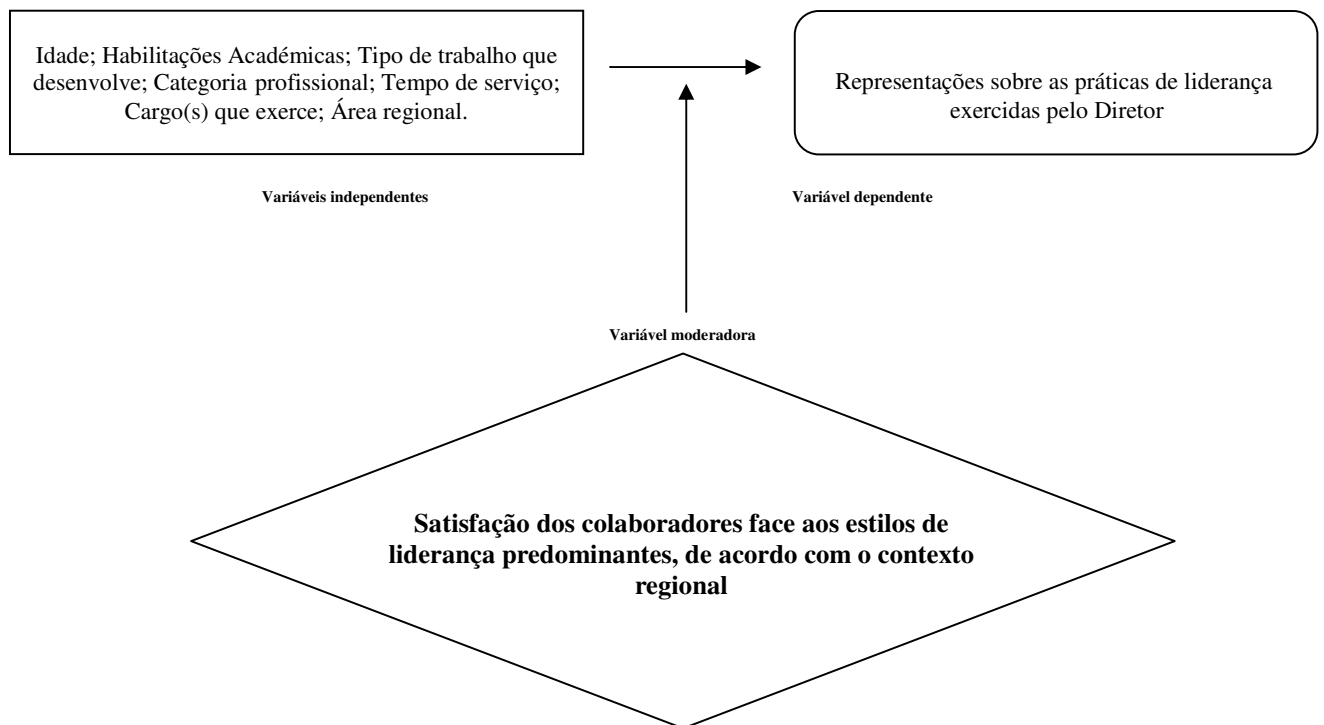 Idade; Habilitações Académicas; Tipo de trabalho que
desenvolve; Categoria profissional; Tempo de serviço;
Cargo(s) que exerce; Área regional.
Representações sobre as práticas de liderança
exercidas pelo Diretor
Variáveis independentes
Variável dependente
Variável moderadora
Satisfação dos colaboradores face aos estilos de
liderança predominantes, de acordo com o contexto
regional